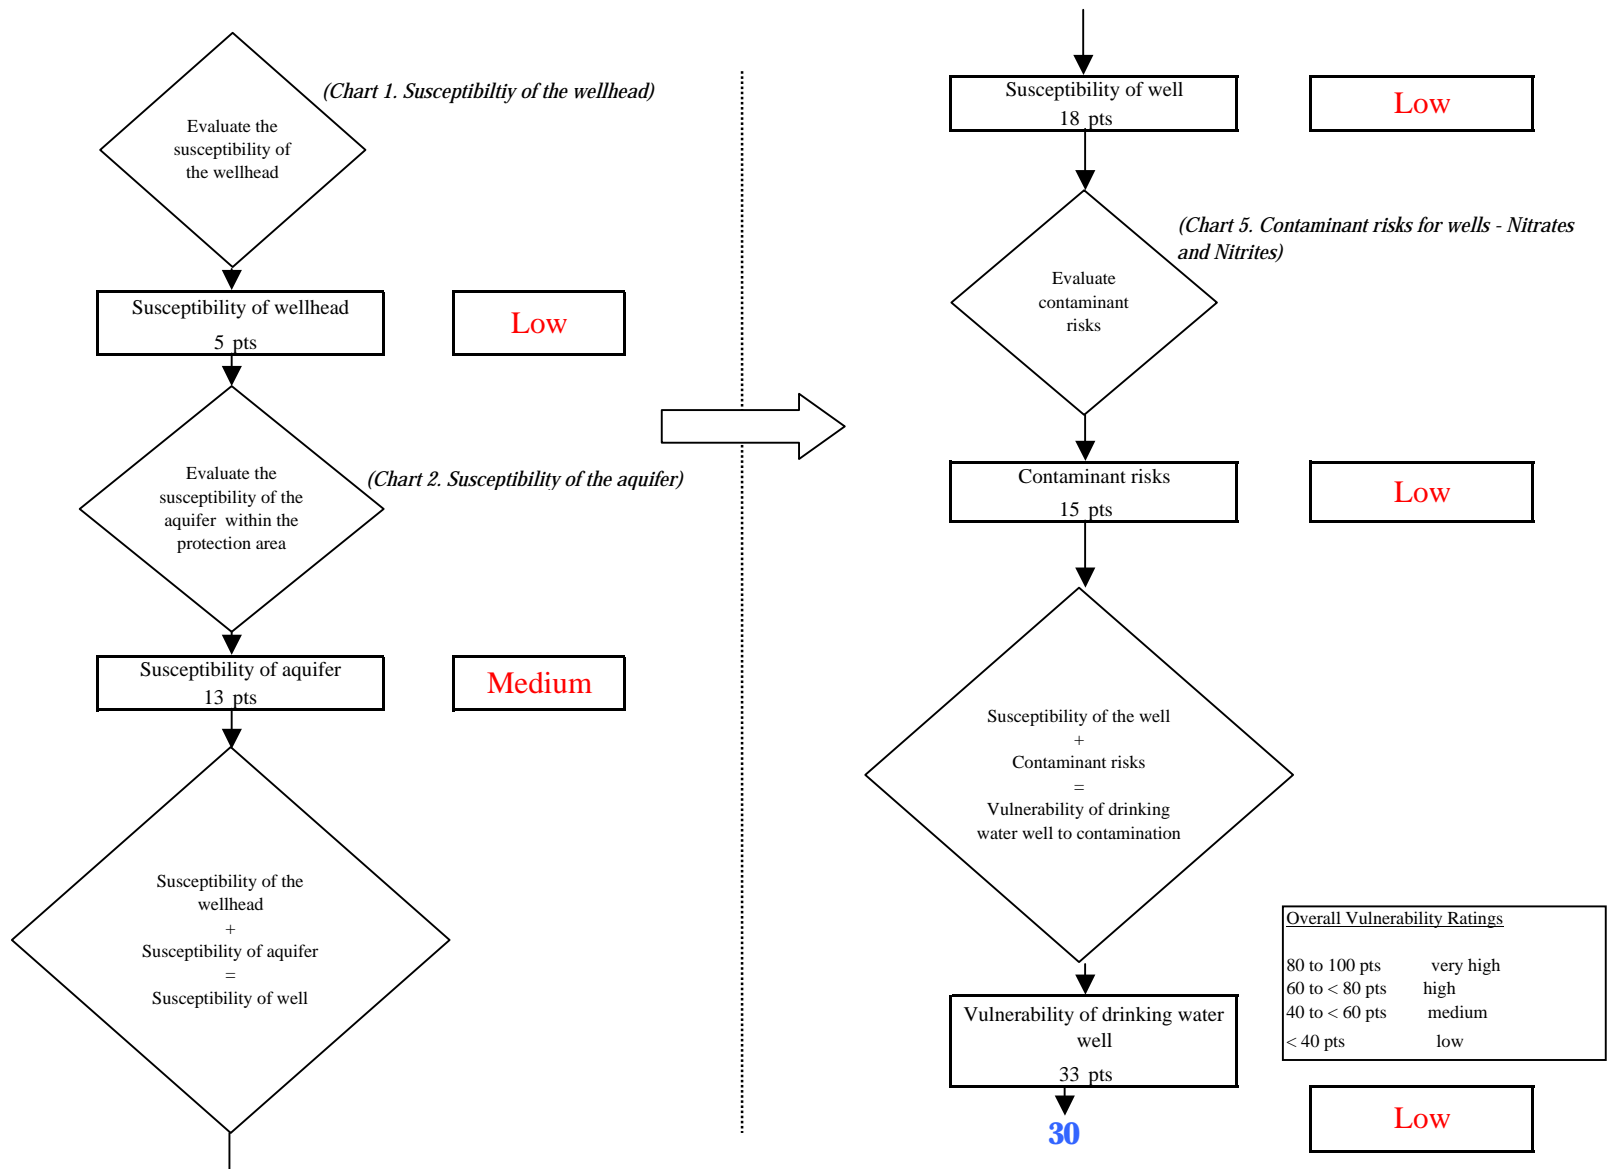 (Chart 1. Susceptibiltiy of the wellhead)
Evaluate the
susceptibility of
the wellhead
Susceptibility of wellhead
5 pts
Low
Evaluate the
susceptibility of the
aquifer within the
protection area
(Chart 2. Susceptibility of the aquifer)
Susceptibility of aquifer
13 pts
Medium
Susceptibility of the
wellhead
+
Susceptibility of aquifer
=
Susceptibility of well
Susceptibility of well
18 pts
Low
(Chart 5. Contaminant risks for wells - Nitrates
and Nitrites)
Evaluate
contaminant
risks
Contaminant risks
15 pts
Low
Susceptibility of the well
+
Contaminant risks
=
Vulnerability of drinking
water well to contamination
Overall Vulnerability Ratings
80 to 100 pts very high
60 to < 80 pts high
40 to < 60 pts medium
< 40 pts low
Vulnerability of drinking water
well
33 pts
30
Low